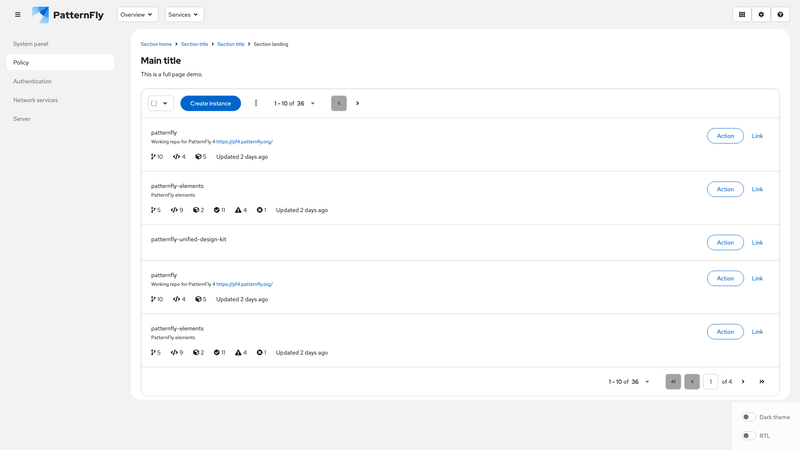 PatternFly
Overview
Services
System panel
Policy
Authentication
Network services
Server
Section home
Section title
Section title
Section landing
Main title
This is a full page demo.
Create instance
1 - 10 of 36
patternfly
Working repo for PatternFly 4 https://pf4.patternfly.org/
10 4 5 Updated 2 days ago
Action Link
patternfly-elements
PatternFly elements
5 9 2 11 4 1 Updated 2 days ago
Action Link
patternfly-unified-design-kit
Action Link
patternfly
Working repo for PatternFly 4 https://pf4.patternfly.org/
10 4 5 Updated 2 days ago
Action Link
patternfly-elements
PatternFly elements
5 9 2 11 4 1 Updated 2 days ago
Action Link
1 - 10 of 36
1 of 4
Dark theme
RTL